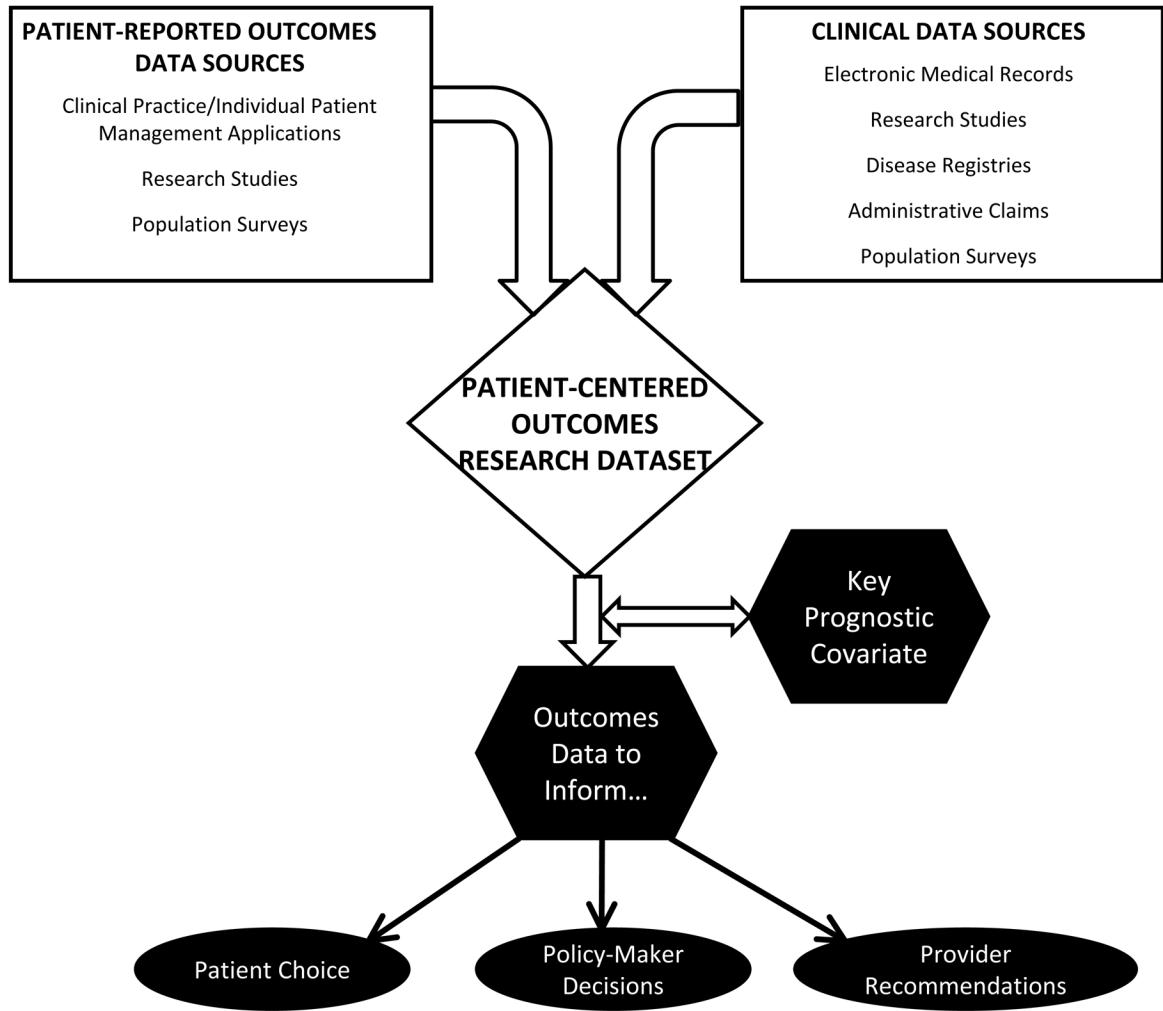 PATIENT-REPORTED OUTCOMES
DATA SOURCES
Clinical Practice/Individual Patient
Management Applications
Research Studies
Population Surveys
CLINICAL DATA SOURCES
Electronic Medical Records
Research Studies
Disease Registries
Administrative Claims
Population Surveys
PATIENT-CENTERED
OUTCOMES
RESEARCH DATASET
Key
Prognostic
Covariate
Outcomes
Data to
Inform…
Patient Choice
Policy-Maker
Decisions
Provider
Recommendations